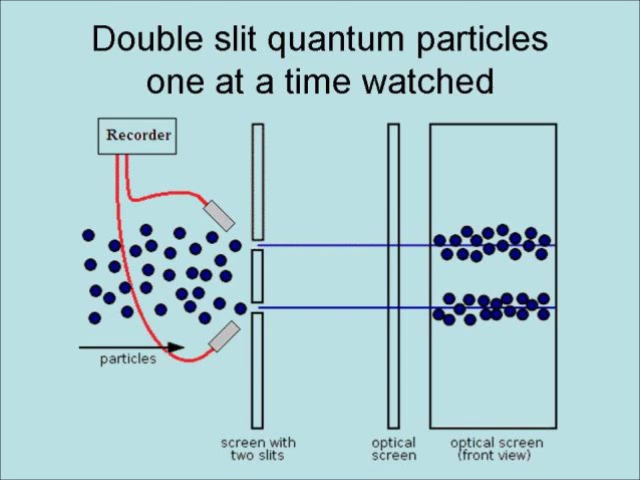 Double slit quantum particles
one at a time watched
Recorder
particles
screen with
two slits
optical
screen
optical screen
(front view)